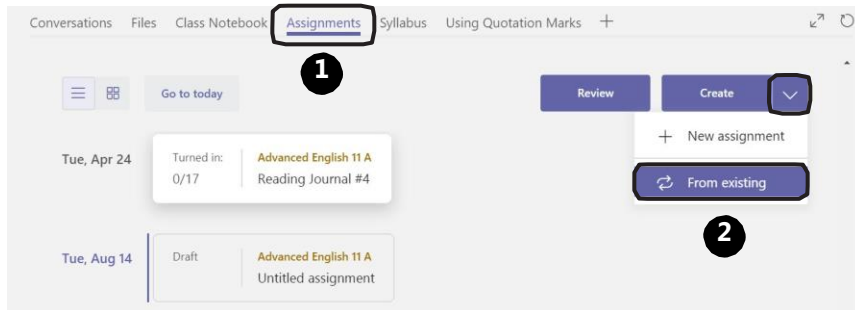 Conversations Files Class Notebook Assignments Syllabus Using Quotation Marks +
1
Go to today Review Create
+ New assignment
Tue, Apr 24 Turned in: Advanced English 11 A
0/17 Reading Journal #4
From existing
2
Tue, Aug 14 Draft Advanced English 11 A
Untitled assignment